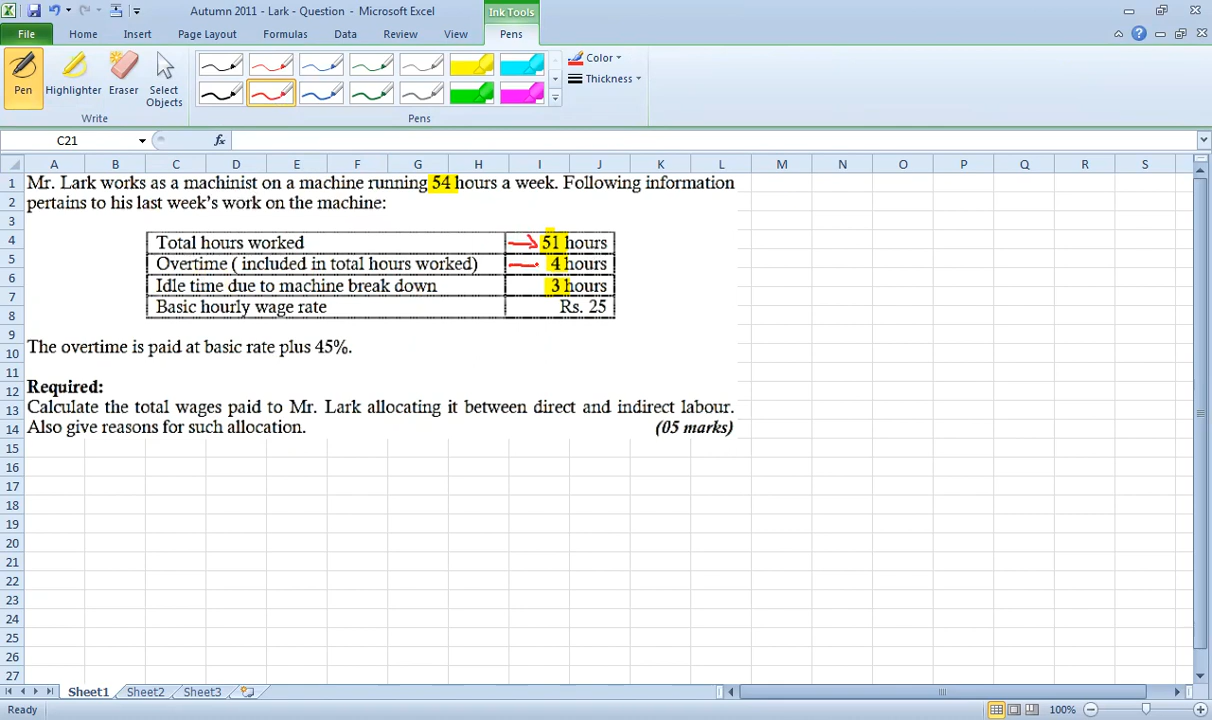 Autumn 2011 - Lark - Question - Microsoft Excel
Ink Tools
File Home Insert Page Layout Formulas Data Review View Pens
Pen Highlighter Eraser Select Objects
Color
Thickness
Write Pens
C21 fx
A B C D E F G H I J K L M N O P Q R S
1 Mr. Lark works as a machinist on a machine running 54 hours a week. Following information
2 pertains to his last week's work on the machine:
3
4 Total hours worked 51 hours
5 Overtime ( included in total hours worked) 4 hours
6
7 Idle time due to machine break down 3 hours
8 Basic hourly wage rate Rs. 25
9
10 The overtime is paid at basic rate plus 45%.
11
12 Required:
13 Calculate the total wages paid to Mr. Lark allocating it between direct and indirect labour.
14 Also give reasons for such allocation. (05 marks)
15
16
17
18
19
20
21
22
23
24
25
26
27
Sheet1 Sheet2 Sheet3
Ready 100%